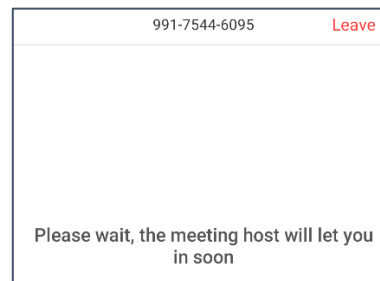 991-7544-6095 Leave
Please wait, the meeting host will let you
in soon